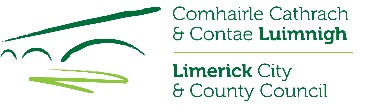 Comhairle Cathrach
& Contae Luimnigh
Limerick City
& County Council